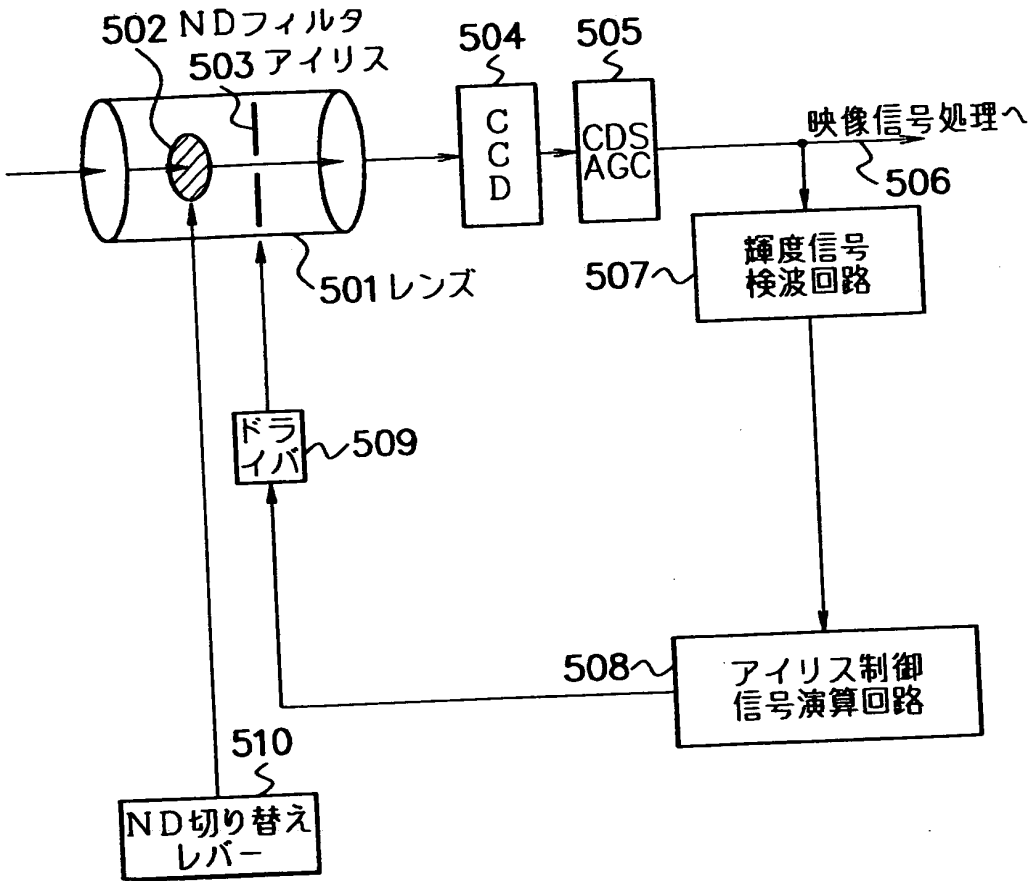 502 NDフィルタ
503 アイリス
504
505
CCD
CDS
AGC
映像信号処理へ
506
501 レンズ
507
輝度信号
検波回路
ドラ
イバ
509
508
アイリス制御
信号演算回路
510
ND切り替え
レバー